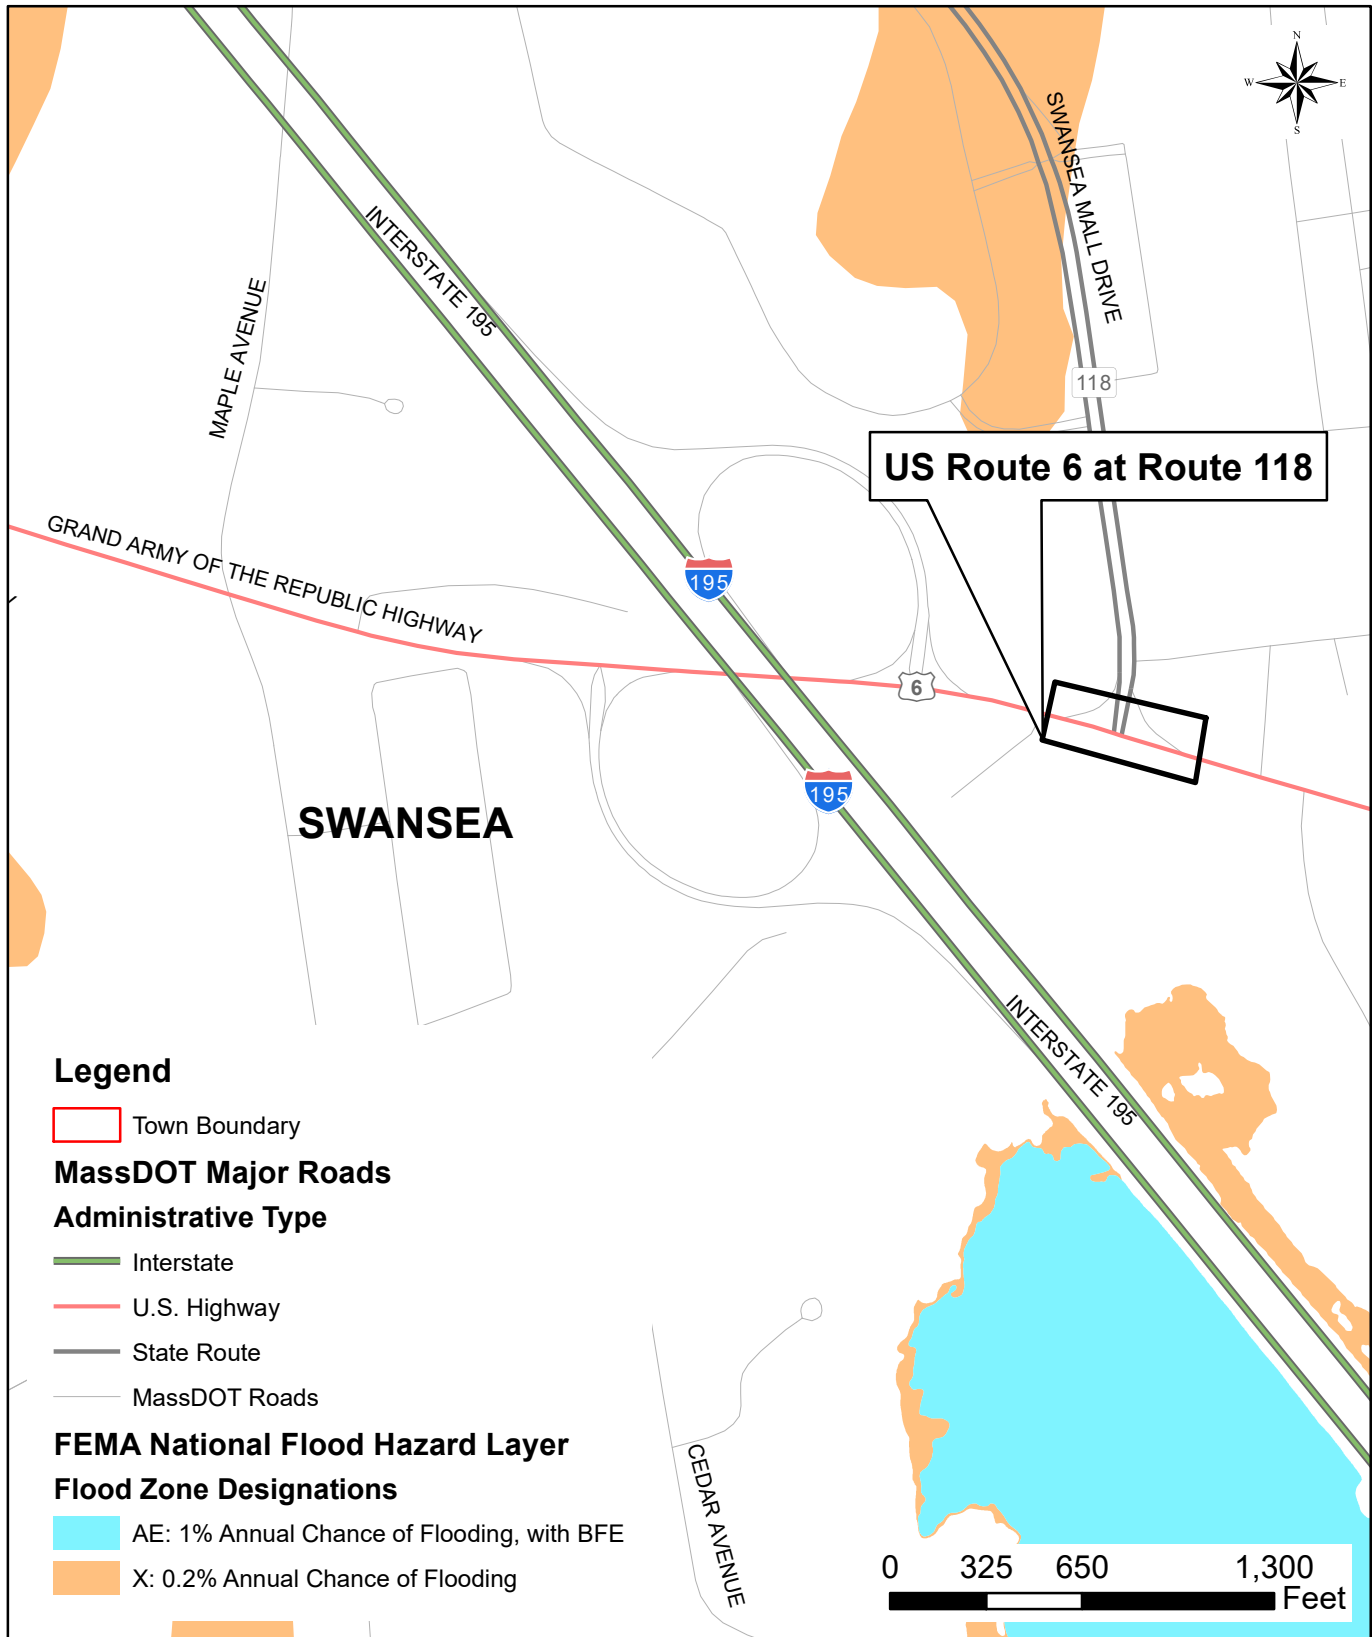 N
W
E
S
SWANSEA MALL DRIVE
INTERSTATE 195
MAPLE AVENUE
118
US Route 6 at Route 118
GRAND ARMY OF THE REPUBLIC HIGHWAY
195
6
195
SWANSEA
INTERSTATE 195
Legend
Town Boundary
MassDOT Major Roads
Administrative Type
Interstate
U.S. Highway
State Route
MassDOT Roads
FEMA National Flood Hazard Layer
Flood Zone Designations
AE: 1% Annual Chance of Flooding, with BFE
X: 0.2% Annual Chance of Flooding
CEDAR AVENUE
0 325 650 1,300
Feet